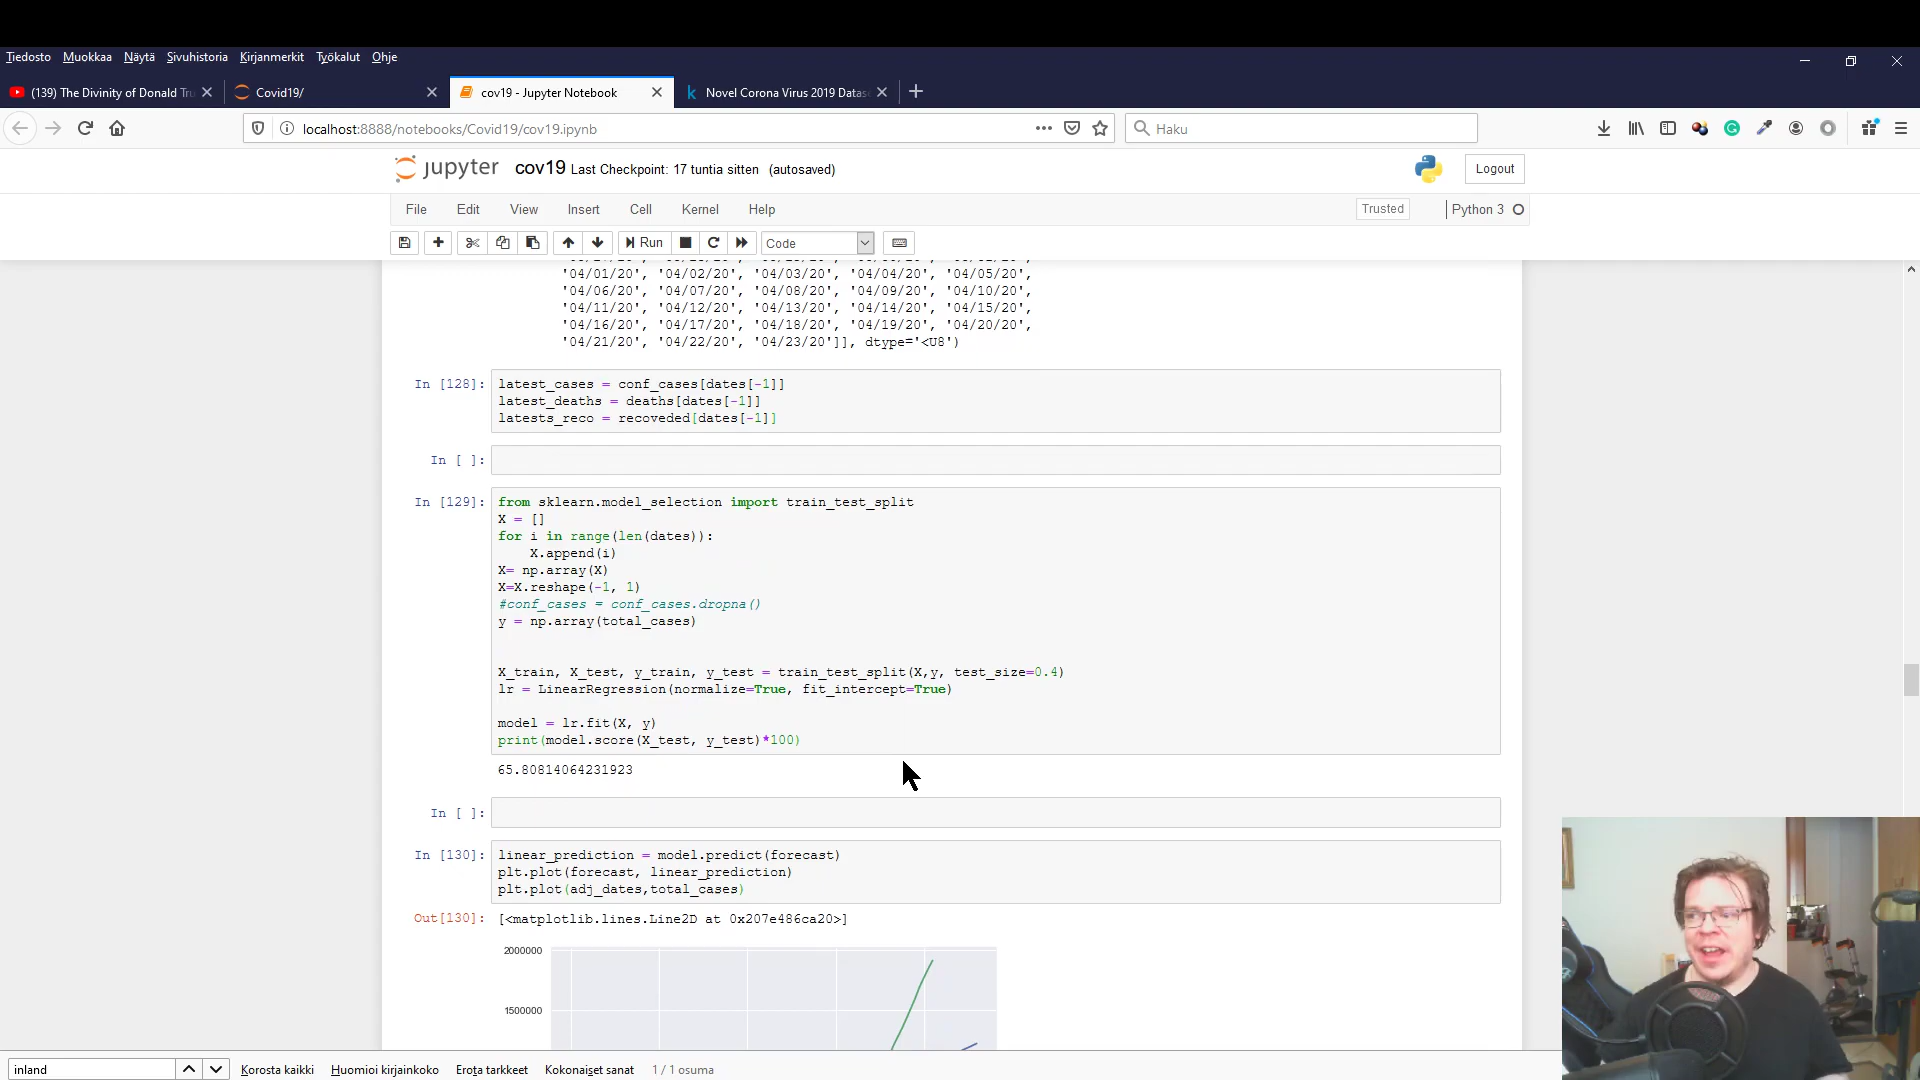 Tiedosto Muokkaa Näytä Sivuhistoria Kirjanmerkit Työkalut Ohje
(139) The Divinity of Donald Tru Covid19/ cov19 - Jupyter Notebook Novel Corona Virus 2019 Datas
localhost:8888/notebooks/Covid19/cov19.ipynb Haku
jupyter cov19 Last Checkpoint: 17 tuntia sitten (autosaved) Logout
File Edit View Insert Cell Kernel Help Trusted Python 3
Run Code
'04/01/20', '04/02/20', '04/03/20', '04/04/20', '04/05/20',
'04/06/20', '04/07/20', '04/08/20', '04/09/20', '04/10/20',
'04/11/20', '04/12/20', '04/13/20', '04/14/20', '04/15/20',
'04/16/20', '04/17/20', '04/18/20', '04/19/20', '04/20/20',
'04/21/20', '04/22/20', '04/23/20']], dtype='<U8')
In [128]: latest_cases = conf_cases[dates[-1]]
latest_deaths = deaths[dates[-1]]
latests_reco = recoveded[dates[-1]]
In [ ]:
In [129]: from sklearn.model_selection import train_test_split
X = []
for i in range(len(dates)):
X.append(i)
X= np.array(X)
X=X.reshape(-1, 1)
#conf_cases = conf_cases.dropna()
y = np.array(total_cases)
X_train, X_test, y_train, y_test = train_test_split(X,y, test_size=0.4)
lr = LinearRegression(normalize=True, fit_intercept=True)
model = lr.fit(X, y)
print(model.score(X_test, y_test)*100)
65.80814064231923
In [ ]:
In [130]: linear_prediction = model.predict(forecast)
plt.plot(forecast, linear_prediction)
plt.plot(adj_dates,total_cases)
Out[130]: [<matplotlib.lines.Line2D at 0x207e486ca20>]
2000000
1500000
inland Korosta kaikki Huomioi kirjainkoko Erota tarkkeet Kokonaiset sanat 1 / 1 osuma